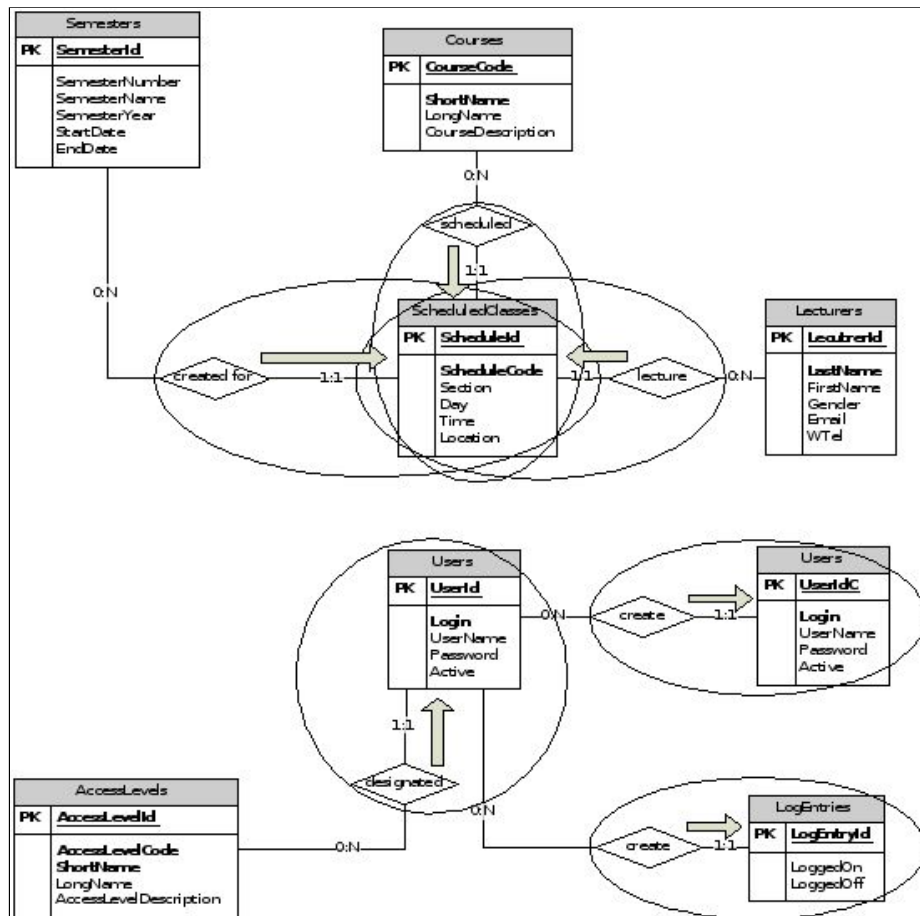 Semesters
PK SemesterId
SemesterNumber
SemesterName
SemesterYear
StartDate
EndDate
Courses
PK CourseCode
ShortName
LongName
CourseDescription
0:N
scheduled
1:1
0:N
created for
1:1
ScheduledClasses
PK ScheduleId
ScheduleCode
Section
Day
Time
Location
1:1
lecture
0:N
Lecturers
PK LecutrerId
LastName
FirstName
Gender
Email
WTel
Users
PK UserId
Login
UserName
Password
Active
0:N
create
1:1
Users
PK UserIdC
Login
UserName
Password
Active
1:1
designated
0:N
AccessLevels
PK AccessLevelId
AccessLevelCode
ShortName
LongName
AccessLevelDescription
0:N
create
1:1
LogEntries
PK LogEntryId
LoggedOn
LoggedOff